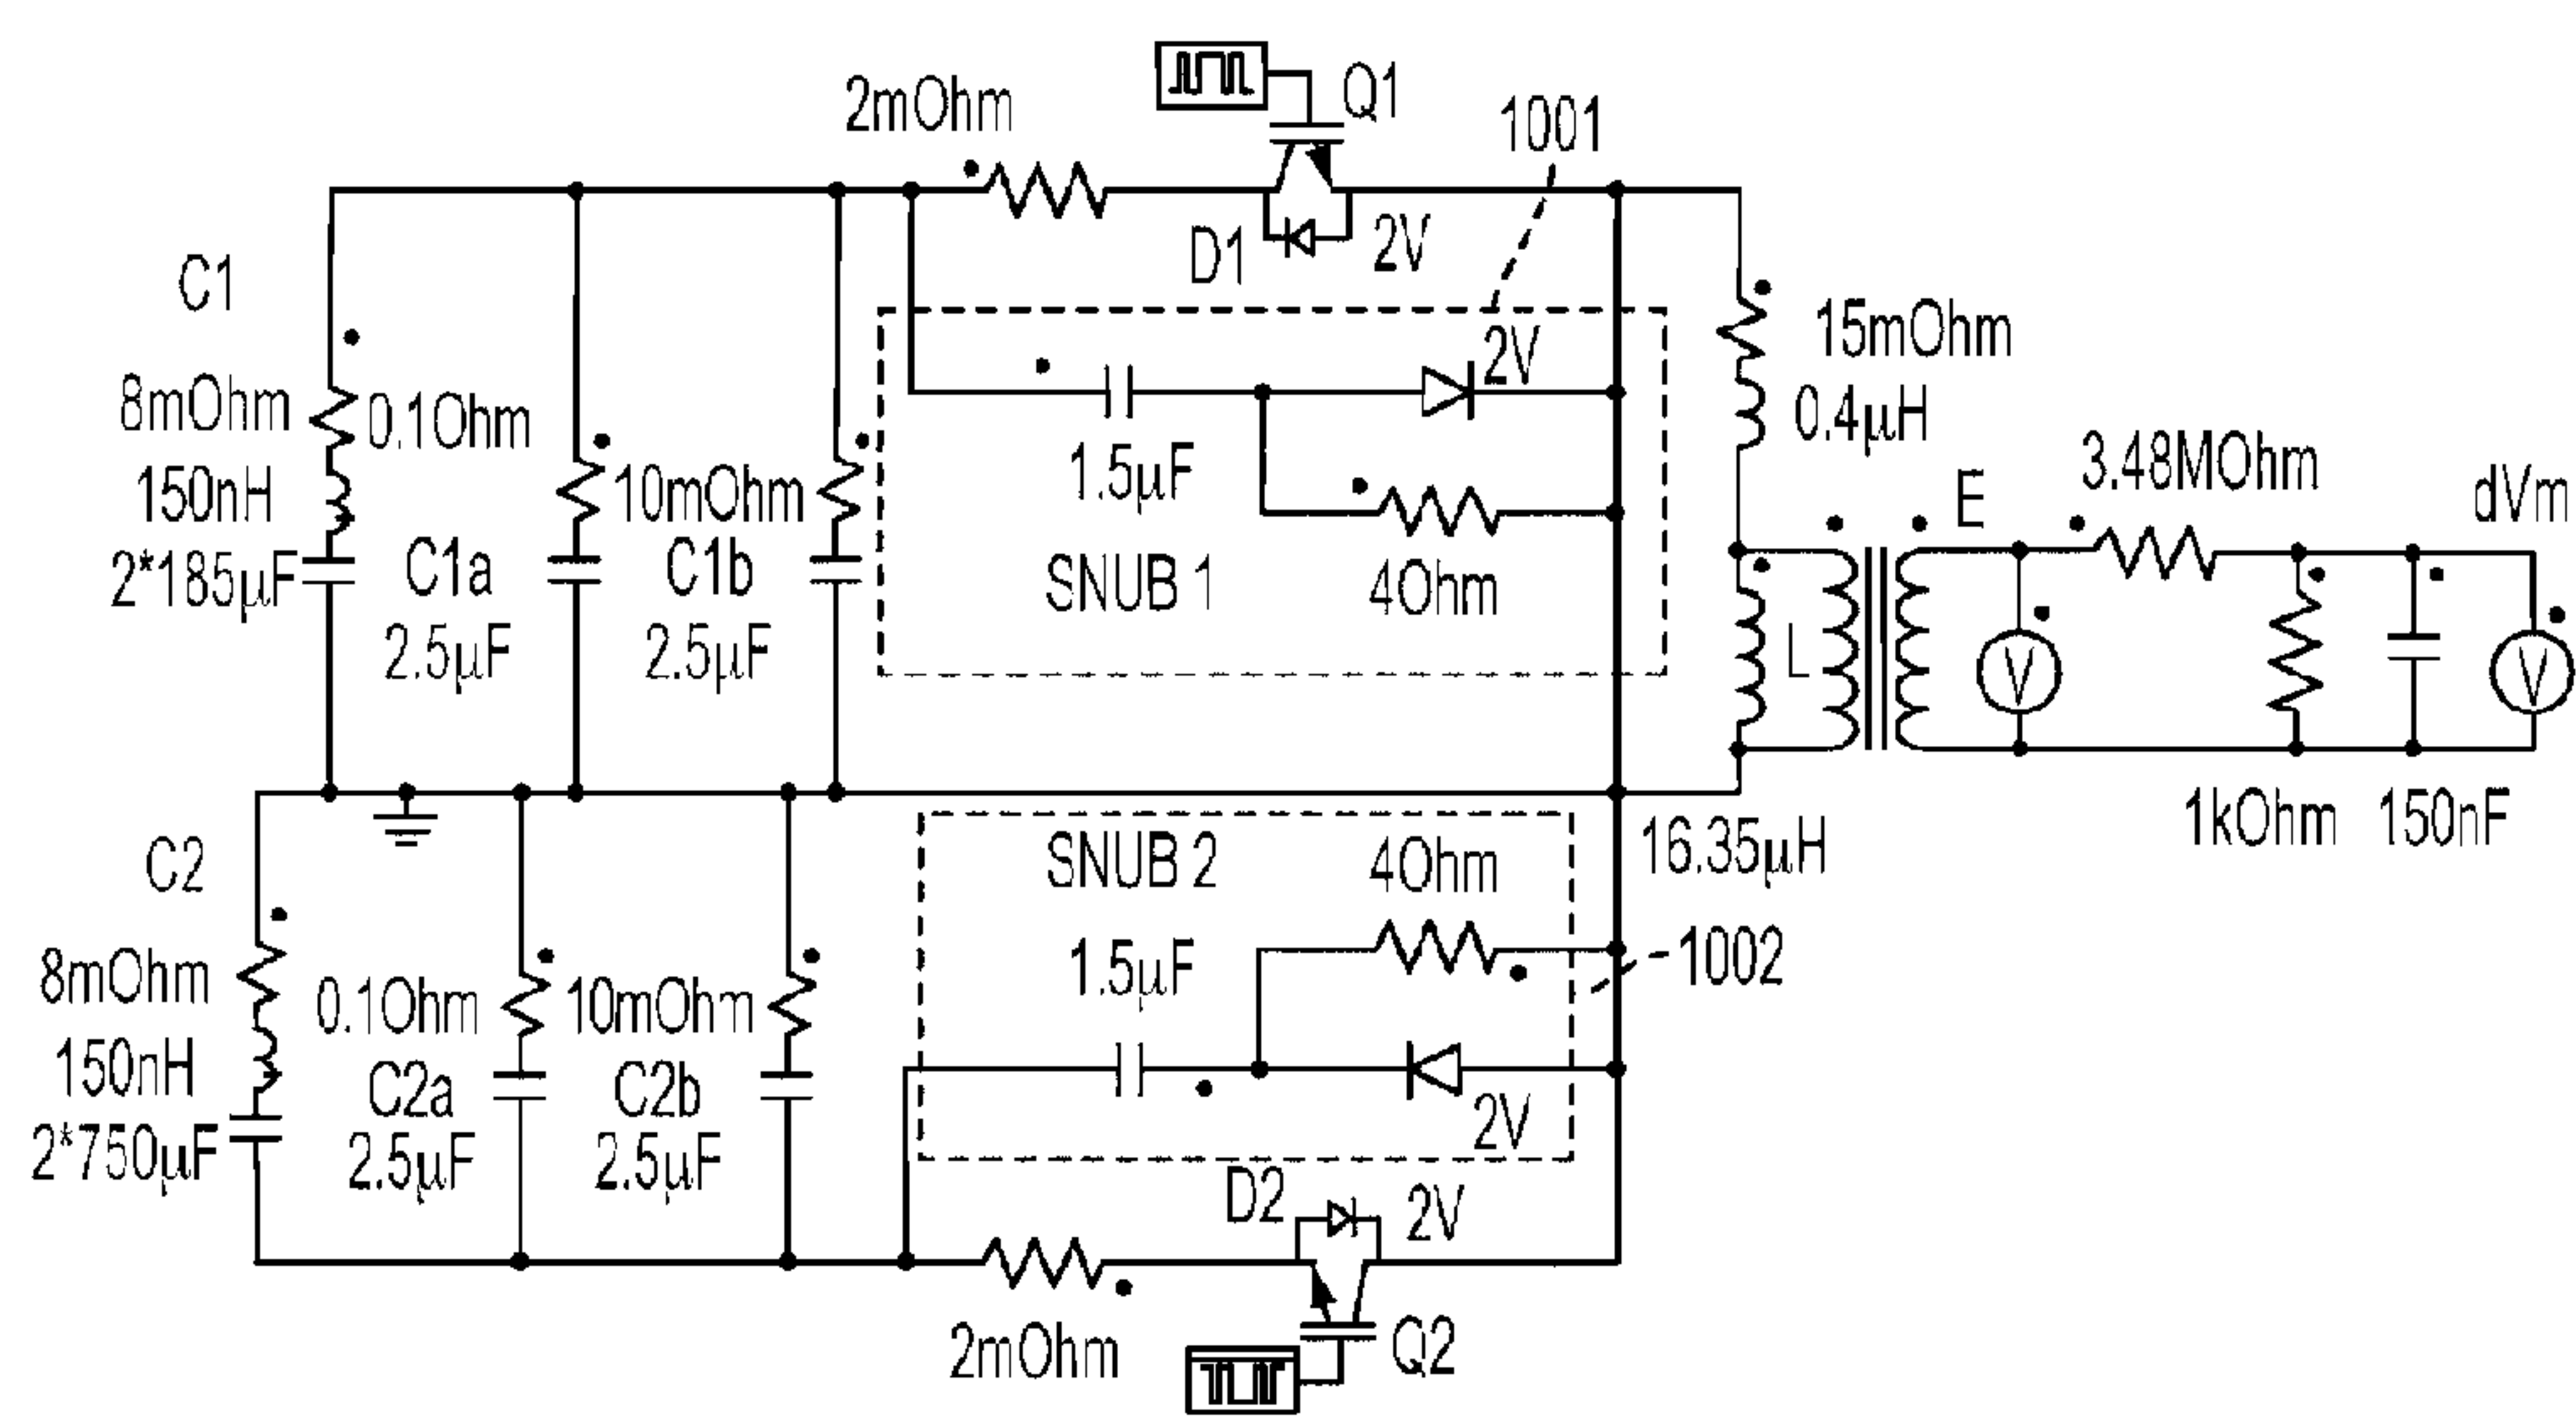 2mOhm
Q1
1001
D1
2V
C1
8mOhm
0.1Ohm
150nH
10mOhm
2*185µF
C1a
C1b
2.5µF
2.5µF
2V
1.5µF
SNUB 1
4Ohm
15mOhm
0.4µH
3.48MOhm
E
dVm
L
V
V
1kOhm
150nF
16.35µH
C2
8mOhm
0.1Ohm
10mOhm
150nH
C2a
C2b
2*750µF
2.5µF
2.5µF
SNUB 2
4Ohm
1.5µF
1002
2V
D2
2V
2mOhm
Q2